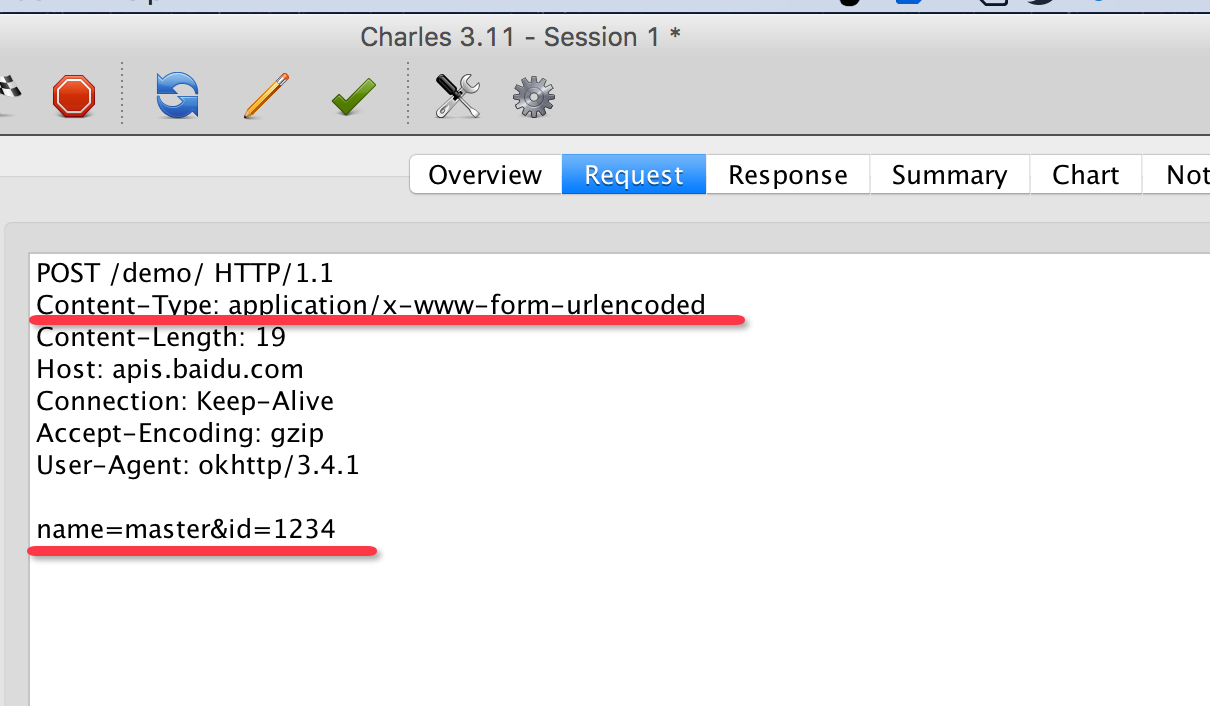 Charles 3.11 - Session 1 *
Overview Request Response Summary Chart
POST /demo/ HTTP/1.1
Content-Type: application/x-www-form-urlencoded
Content-Length: 19
Host: apis.baidu.com
Connection: Keep-Alive
Accept-Encoding: gzip
User-Agent: okhttp/3.4.1
name=master&id=1234